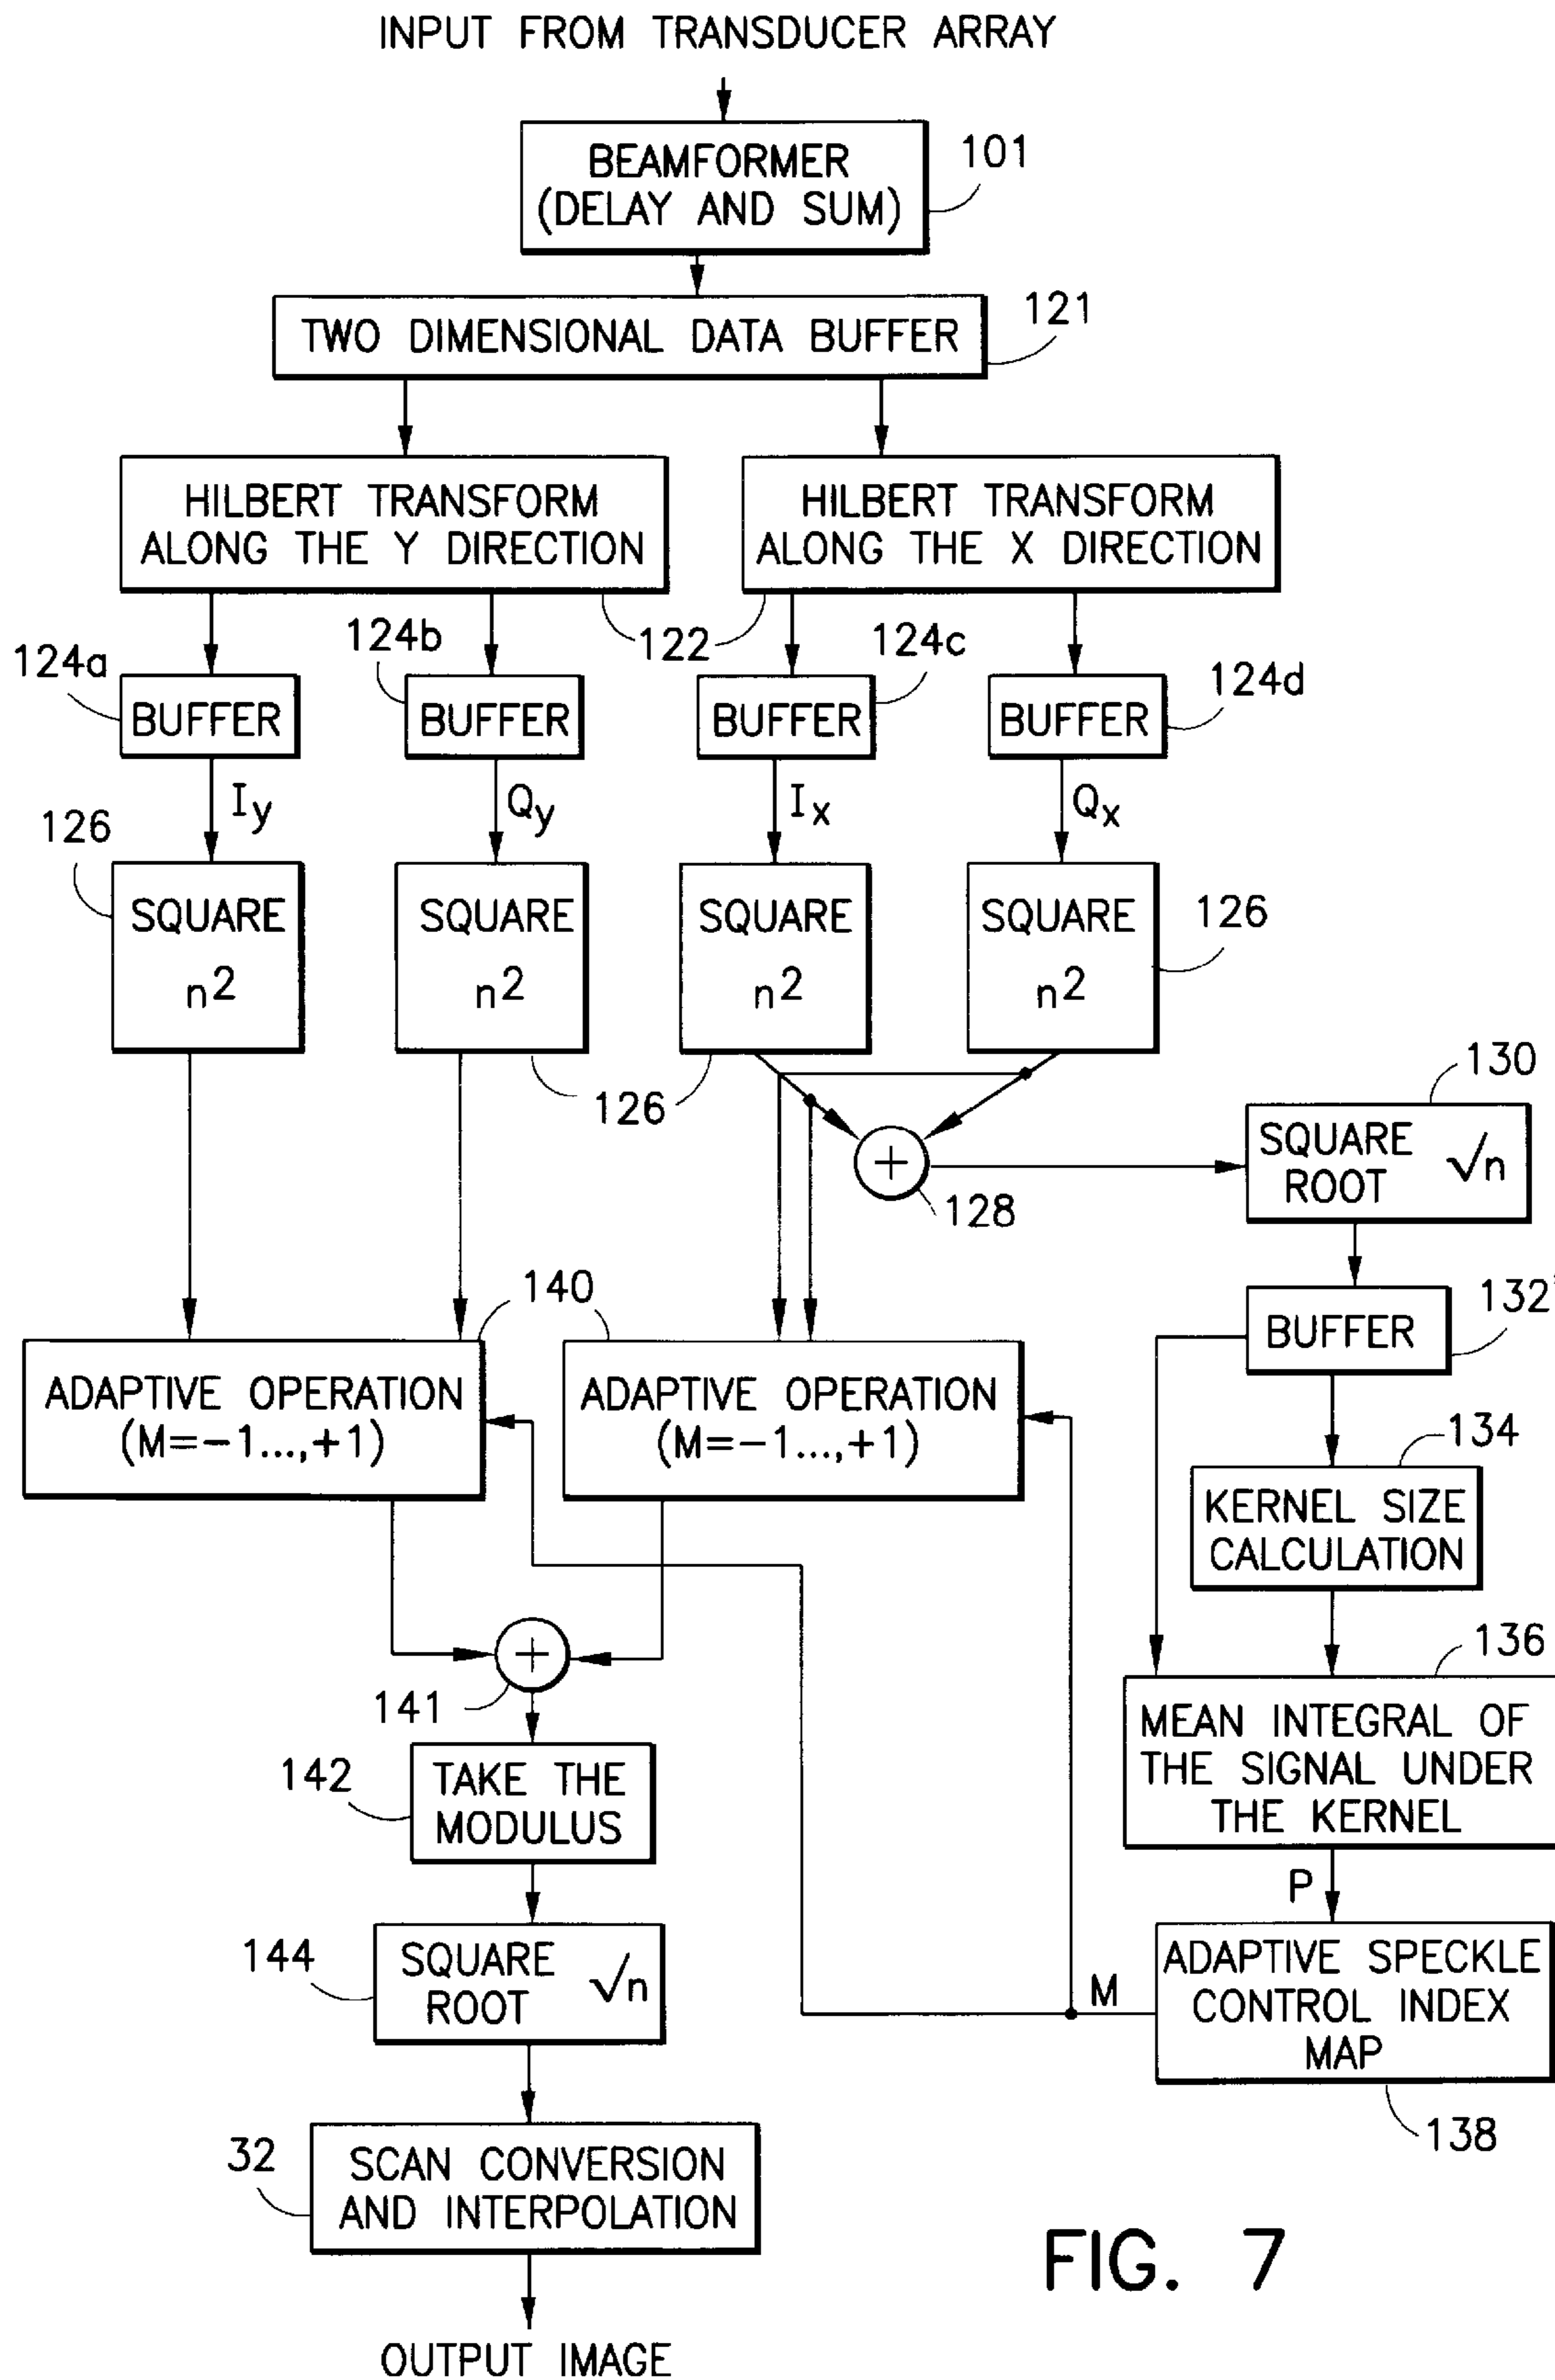 INPUT FROM TRANSDUCER ARRAY
BEAMFORMER
(DELAY AND SUM)
101
TWO DIMENSIONAL DATA BUFFER
121
HILBERT TRANSFORM
ALONG THE Y DIRECTION
HILBERT TRANSFORM
ALONG THE X DIRECTION
122
124a
BUFFER
124b
BUFFER
124c
BUFFER
124d
BUFFER
Iy
Qy
Ix
Qx
126
SQUARE
n2
SQUARE
n2
SQUARE
n2
SQUARE
n2
126
126
128
130
SQUARE
ROOT √n
132'
BUFFER
140
ADAPTIVE OPERATION
(M=-1...,+1)
ADAPTIVE OPERATION
(M=-1...,+1)
134
KERNEL SIZE
CALCULATION
136
MEAN INTEGRAL OF
THE SIGNAL UNDER
THE KERNEL
P
ADAPTIVE SPECKLE
CONTROL INDEX
MAP
138
M
141
142
TAKE THE
MODULUS
144
SQUARE
ROOT √n
32
SCAN CONVERSION
AND INTERPOLATION
OUTPUT IMAGE
FIG. 7